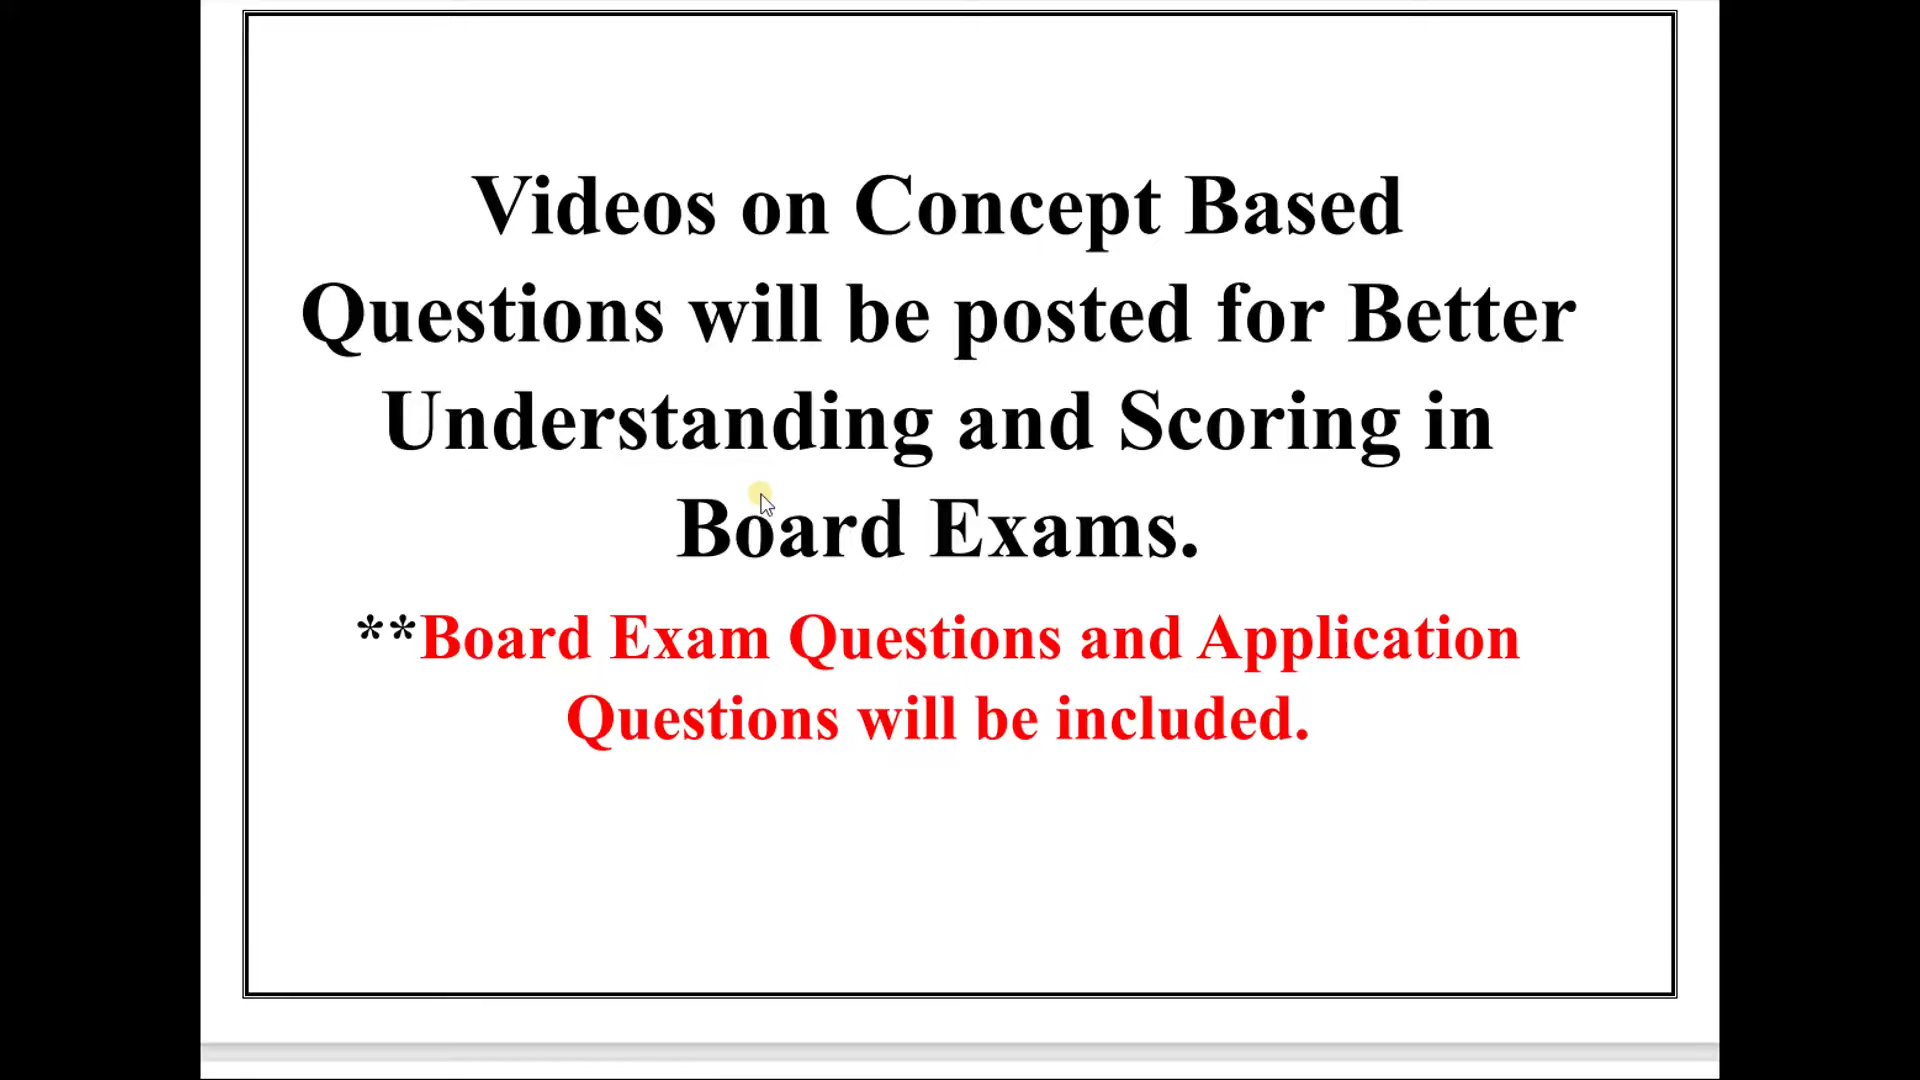 Videos on Concept Based
Questions will be posted for Better
Understanding and Scoring in
Board Exams.
**Board Exam Questions and Application
Questions will be included.